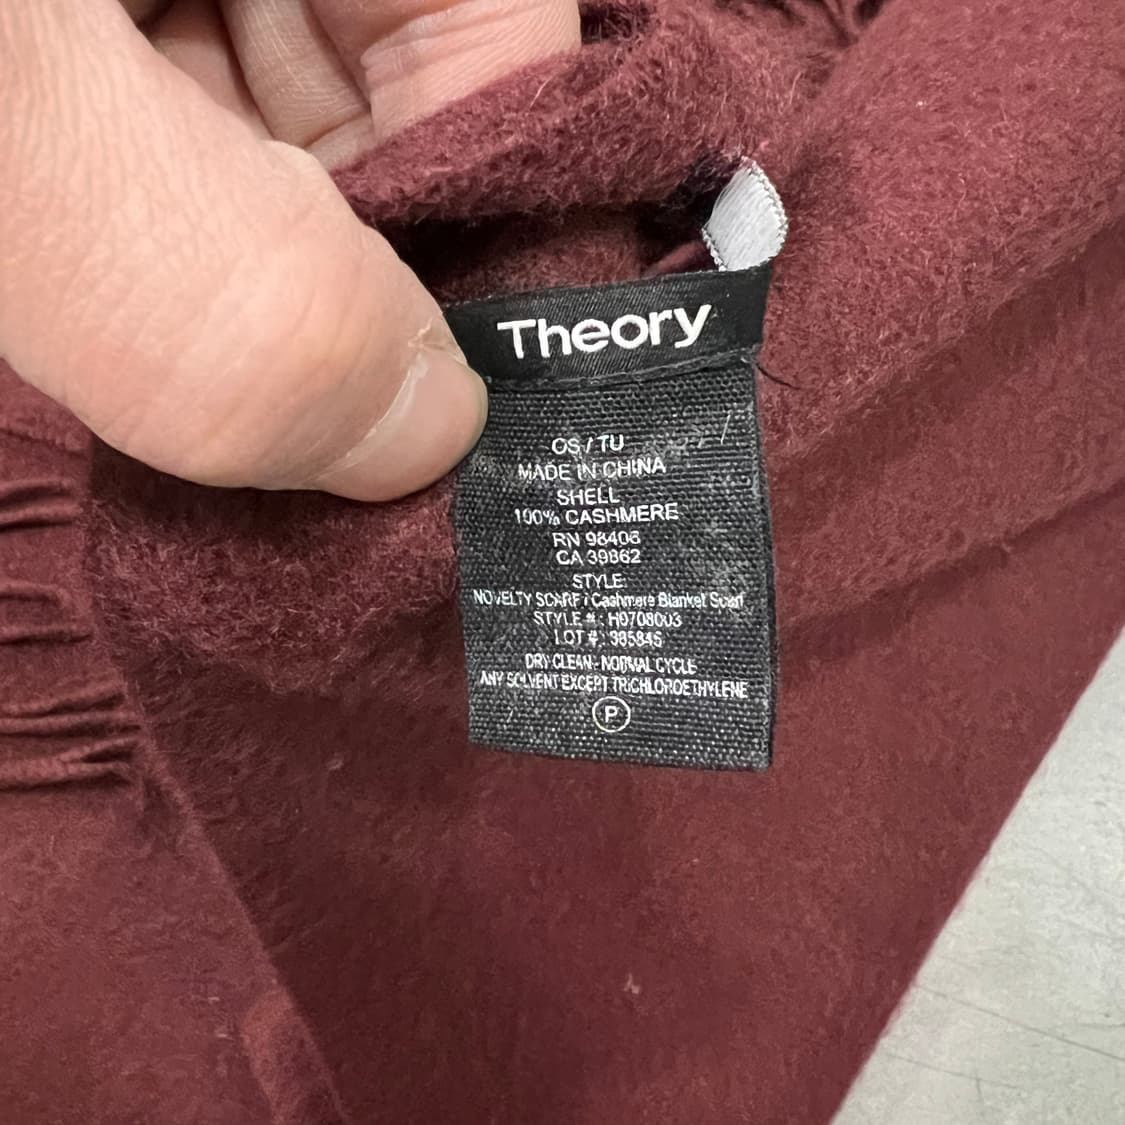 Theory
OS / TU
MADE IN CHINA
SHELL
100% CASHMERE
RN 98406
CA 39862
STYLE:
NOVELTY SCARF / Cashmere Blanket Scarf
STYLE # : H0708003
LOT # :
DRY CLEAN - NORMAL CYCLE
ANY SOLVENT EXCEPT TRICHLOROETHYLENE
P